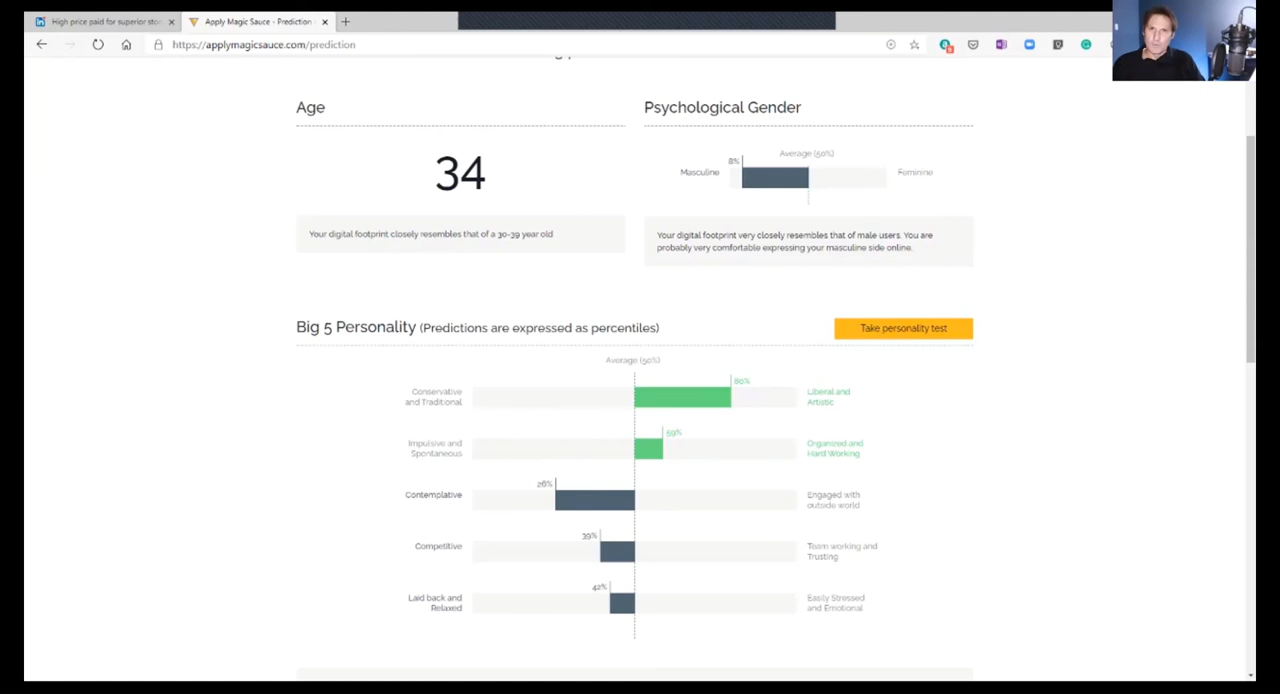 High price paid for superior sto
Apply Magic Sauce - Prediction
https://applymagicsauce.com/prediction
Age
Psychological Gender
34
Average (50%)
8%
Masculine
Feminine
Your digital footprint closely resembles that of a 30-39 year old
Your digital footprint very closely resembles that of male users. You are
probably very comfortable expressing your masculine side online.
Big 5 Personality (Predictions are expressed as percentiles)
Take personality test
Average (50%)
80%
Conservative
and Traditional
Liberal and
Artistic
59%
Impulsive and
Spontaneous
Organized and
Hard Working
26%
Contemplative
Engaged with
outside world
39%
Competitive
Team working and
Trusting
42%
Laid back and
Relaxed
Easily Stressed
and Emotional